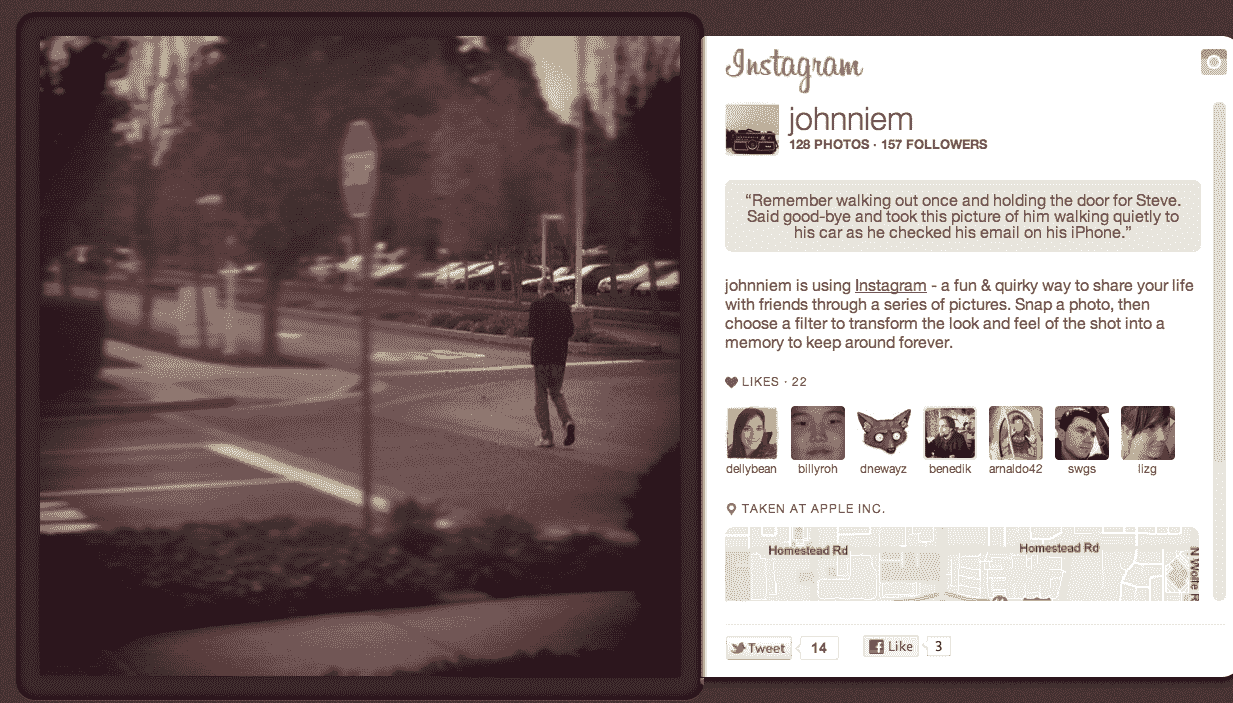 Instagram
johnniem
128 PHOTOS · 157 FOLLOWERS
“Remember walking out once and holding the door for Steve.
Said good-bye and took this picture of him walking quietly to
his car as he checked his email on his iPhone.”
johnniem is using Instagram - a fun & quirky way to share your life
with friends through a series of pictures. Snap a photo, then
choose a filter to transform the look and feel of the shot into a
memory to keep around forever.
LIKES · 22
dellybean billyroh dnewayz benedik arnaldo42 swgs lizg
TAKEN AT APPLE INC.
Homestead Rd
Homestead Rd
N Wolfe R
Tweet 14 Like 3